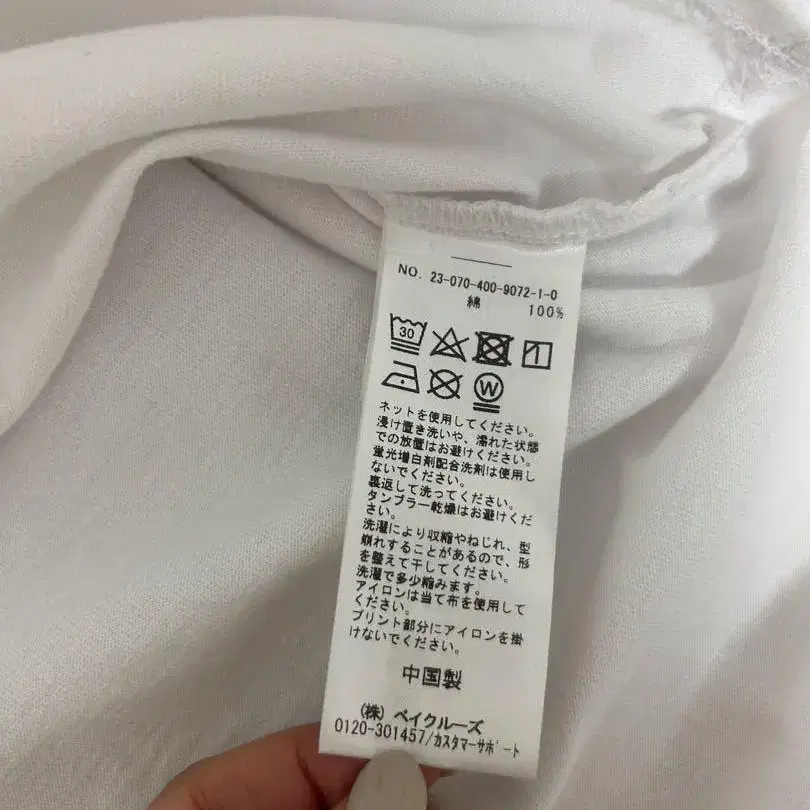 NO. 23-070-400-9072-1-0
綿 100%
30
W
ネットを使用してください。
浸け置き洗いや、濡れた状態
での放置はお避けください。
蛍光増白剤配合洗剤は使用し
ないでください。
裏返して洗ってください。
タンブラー乾燥はお避けくだ
さい。
洗濯により収縮やねじれ、型
崩れすることがあるので、形
を整えて干してください。
洗濯で多少縮みます。
アイロンは当て布を使用して
ください。
プリント部分にアイロンを掛
けないでください。
中国製
(株) ベイクルーズ
0120-301457/カスタマーサポート